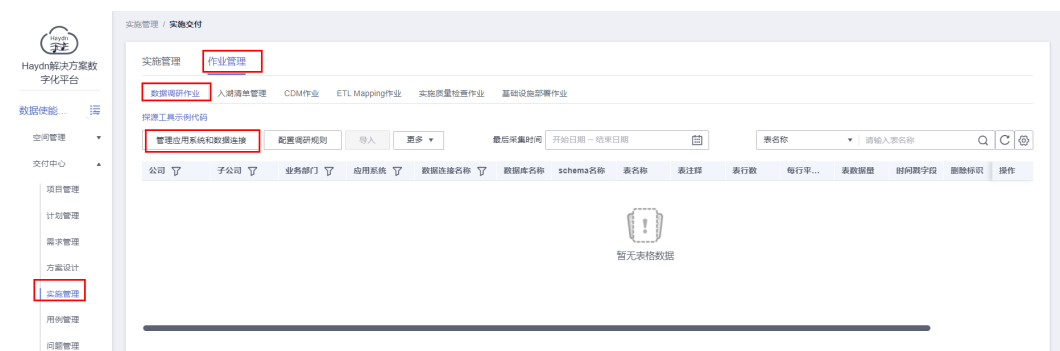 实施管理 / 实施交付
Haydn
Haydn解决方案数
字化平台
数据使能...
空间管理
交付中心
项目管理
计划管理
需求管理
方案设计
实施管理
用例管理
问题管理
实施管理 作业管理
数据调研作业 入湖清单管理 CDM作业 ETL Mapping作业 实施质量检查作业 基础设施部署作业
探源工具示例代码
管理应用系统和数据连接 配置调研规则 导入 更多 最后采集时间 开始日期 – 结束日期 表名称 请输入表名称
公司 子公司 业务部门 应用系统 数据连接名称 数据库名称 schema名称 表名称 表注释 表行数 每行平... 表数据量 时间戳字段 删除标识 操作
暂无表格数据